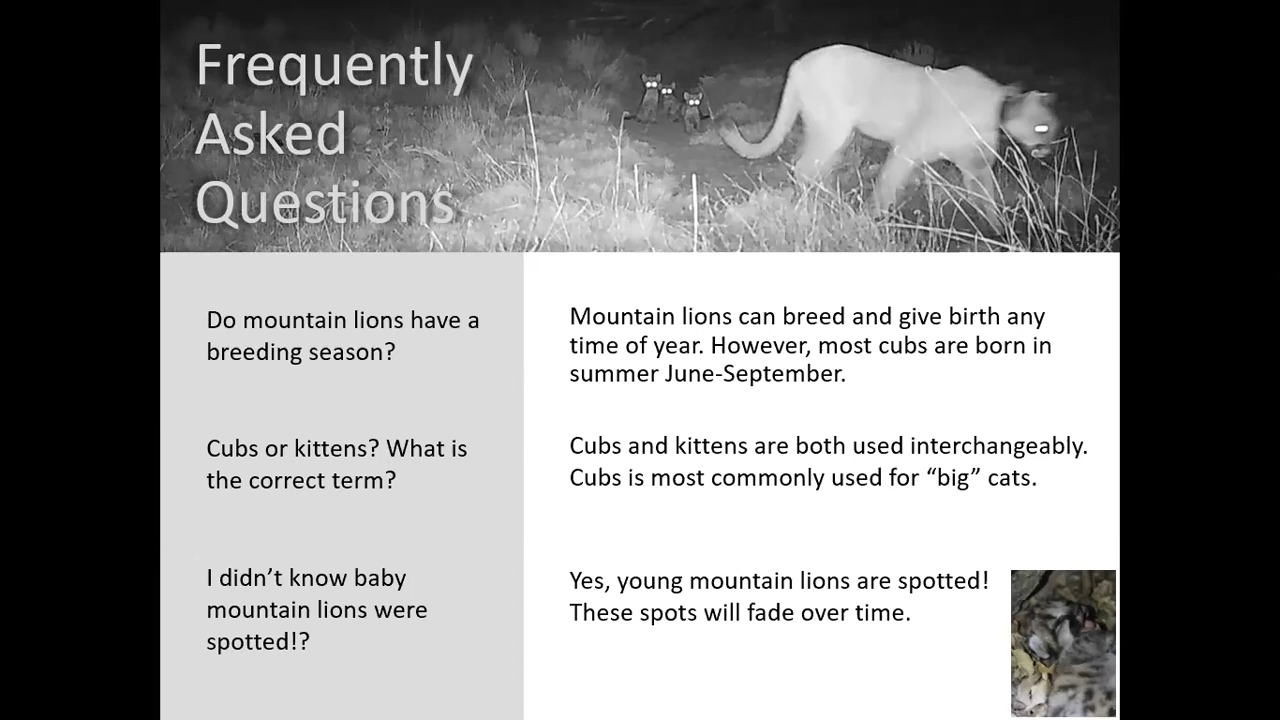 Frequently
Asked
Questions
Do mountain lions have a
breeding season?
Mountain lions can breed and give birth any
time of year. However, most cubs are born in
summer June-September.
Cubs or kittens? What is
the correct term?
Cubs and kittens are both used interchangeably.
Cubs is most commonly used for “big” cats.
I didn’t know baby
mountain lions were
spotted!?
Yes, young mountain lions are spotted!
These spots will fade over time.